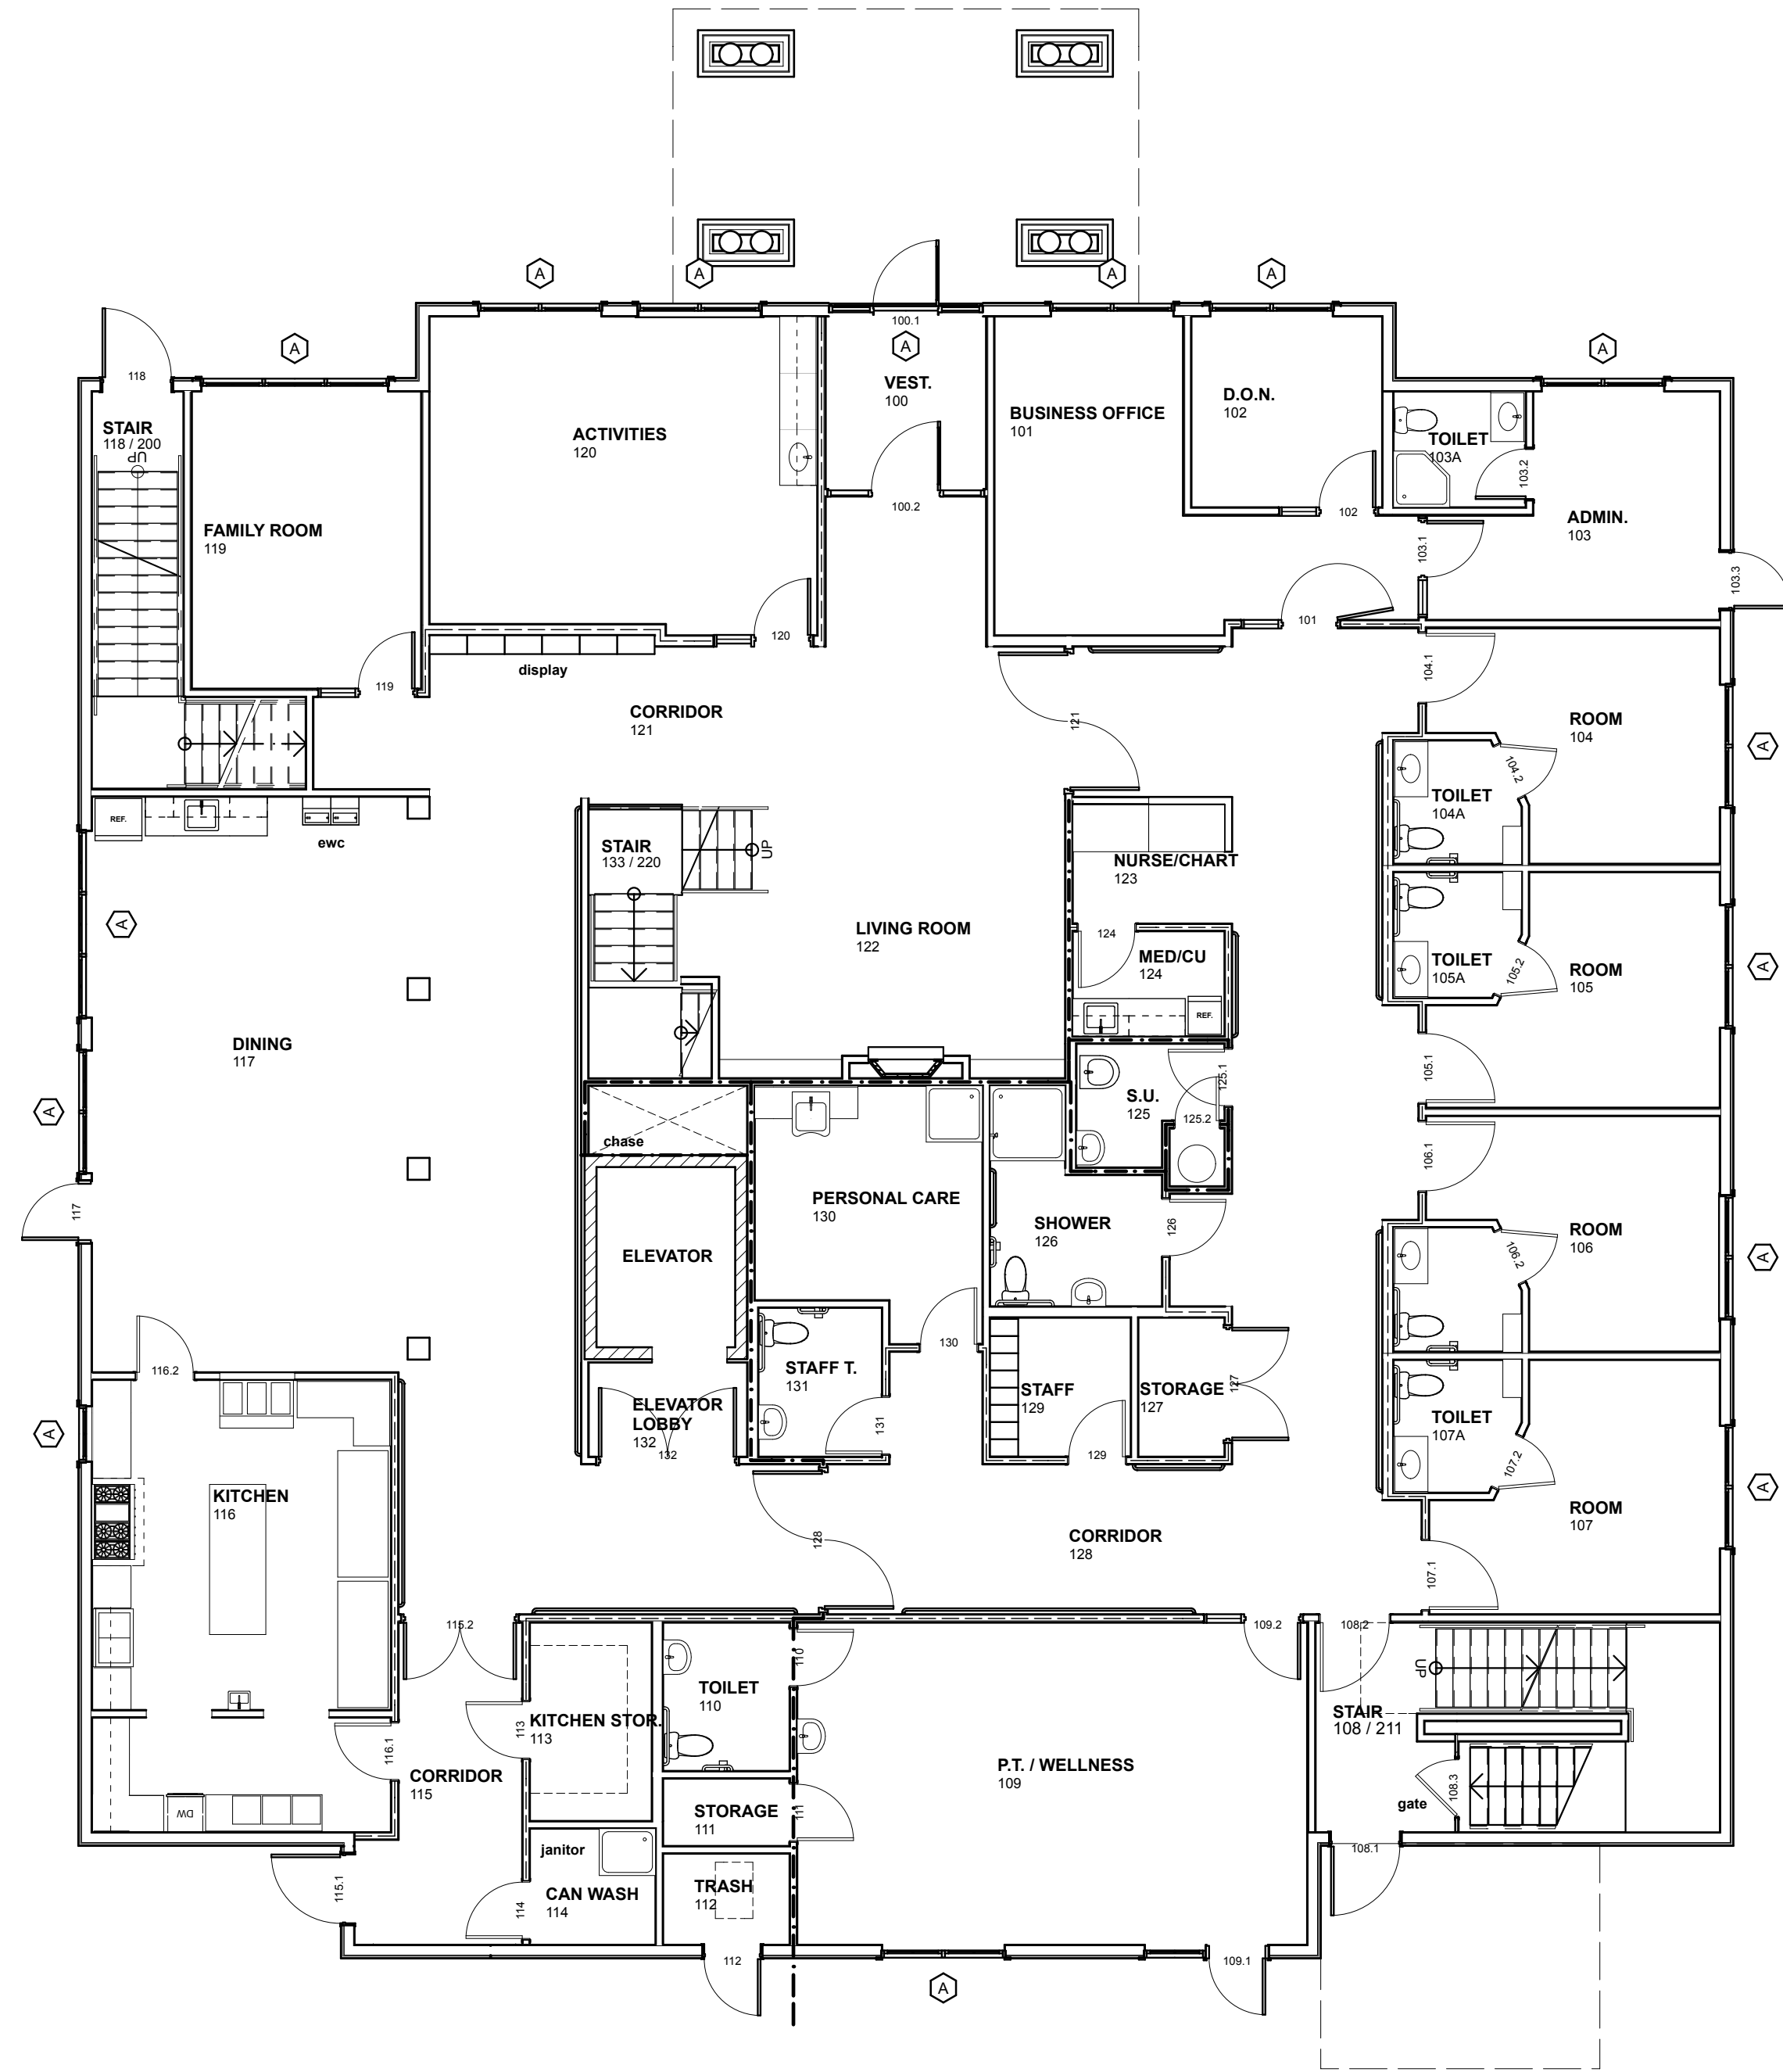 A
A
A
A
118
100.1
A
A
A
VEST.
100
D.O.N.
102
BUSINESS OFFICE
101
STAIR
118 / 200
UP
ACTIVITIES
120
TOILET
103A
103.2
100.2
102
ADMIN.
103
FAMILY ROOM
119
103.1
103.3
101
120
104.1
display
119
CORRIDOR
121
121
ROOM
104
A
104.2
TOILET
104A
REF.
ewc
STAIR
133 / 220
UP
NURSE/CHART
123
A
LIVING ROOM
122
124
MED/CU
124
TOILET
105A
105.2
ROOM
105
A
REF.
DINING
117
105.1
125.1
S.U.
125
125.2
A
chase
106.1
PERSONAL CARE
130
117
SHOWER
126
126
ROOM
106
106.2
A
ELEVATOR
130
116.2
STAFF T.
131
STAFF
129
STORAGE
127
127
ELEVATOR
LOBBY
132
132
131
129
TOILET
107A
107.2
A
A
KITCHEN
116
ROOM
107
CORRIDOR
128
128
107.1
115.2
109.2
108.2
110
UP
TOILET
110
KITCHEN STOR.
113
113
STAIR
108 / 211
116.1
P.T. / WELLNESS
109
CORRIDOR
115
108.3
gate
DW
STORAGE
111
111
janitor
108.1
CAN WASH
114
114
TRASH
112
115.1
112
109.1
A